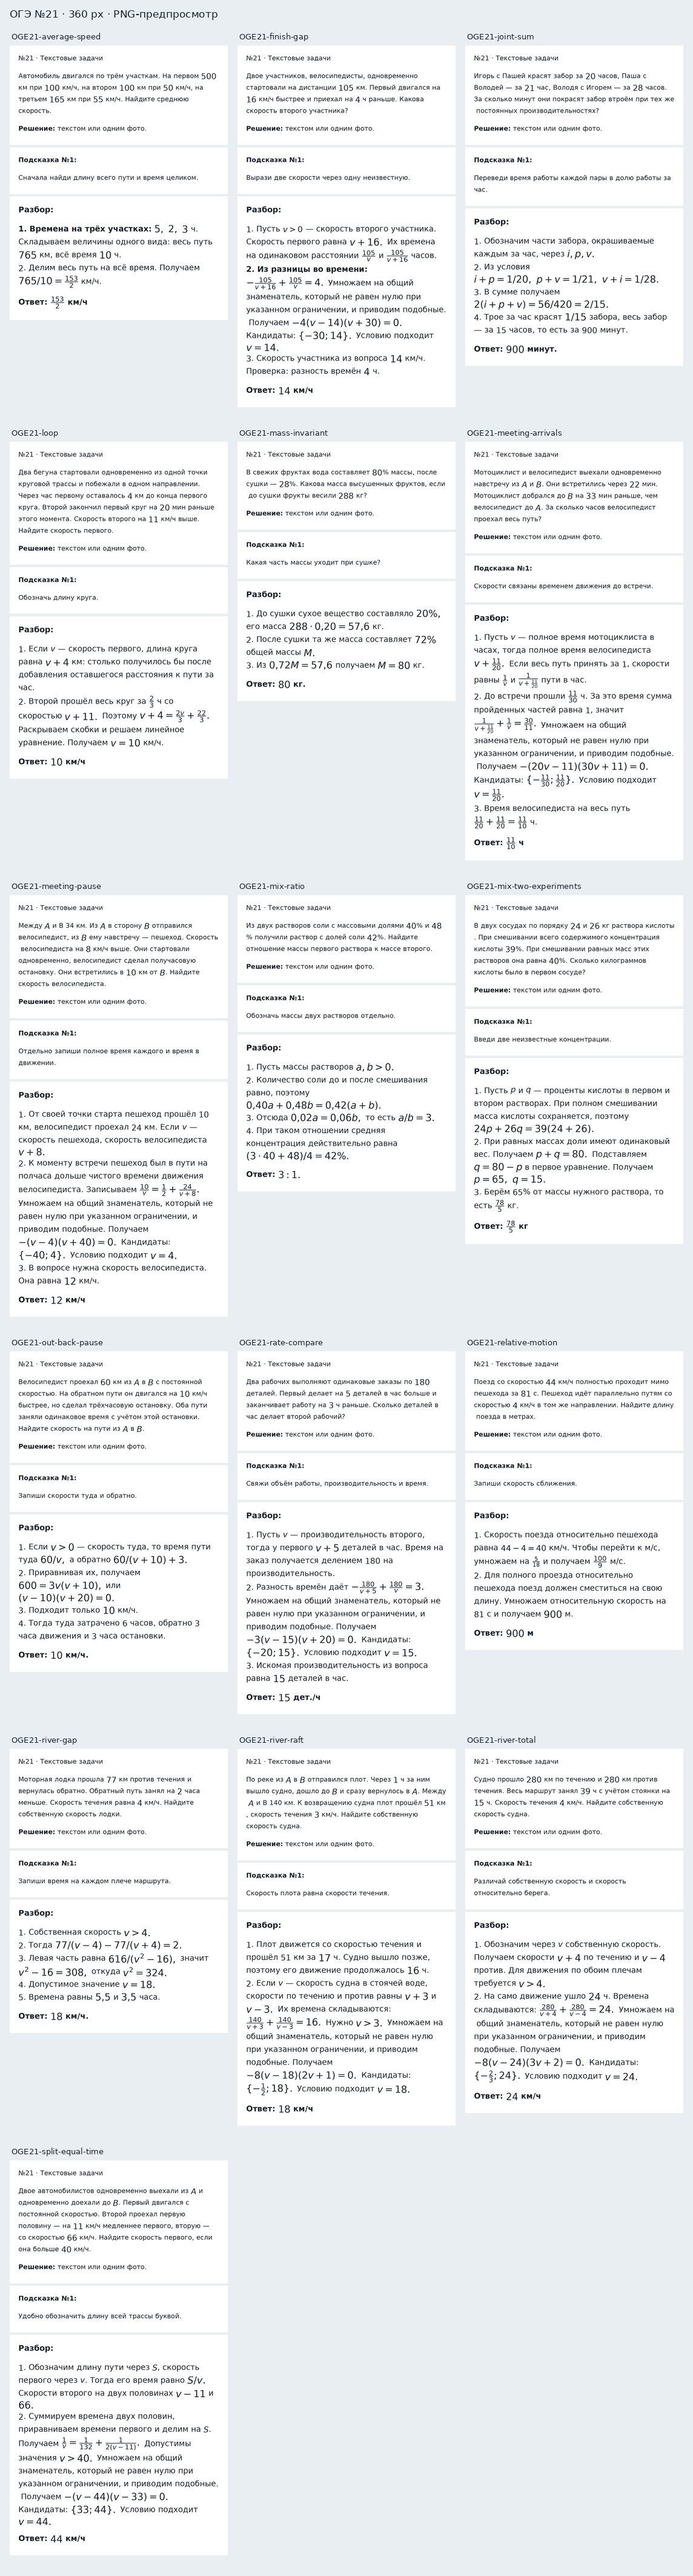 ОГЭ №21 · 360 px · PNG-предпросмотр
OGE21-average-speed
№21 · Текстовые задачи
Автомобиль двигался по трём участкам. На первом 500
км при 100 км/ч, на втором 100 км при 50 км/ч, на
третьем 165 км при 55 км/ч. Найдите среднюю
скорость.
Решение: текстом или одним фото.
Подсказка №1:
Сначала найди длину всего пути и время целиком.
Разбор:
1. Времена на трёх участках: 5, 2, 3 ч.
Складываем величины одного вида: весь путь
765 км, всё время 10 ч.
2. Делим весь путь на всё время. Получаем
765/10 = 153/2 км/ч.
Ответ: 153/2 км/ч
OGE21-finish-gap
№21 · Текстовые задачи
Двое участников, велосипедисты, одновременно
стартовали на дистанции 105 км. Первый двигался на
16 км/ч быстрее и приехал на 4 ч раньше. Какова
скорость второго участника?
Решение: текстом или одним фото.
Подсказка №1:
Вырази две скорости через одну неизвестную.
Разбор:
1. Пусть v > 0 — скорость второго участника.
Скорость первого равна v + 16. Их времена
на одинаковом расстоянии 105/v и 105/(v+16) часов.
2. Из разницы во времени:
−105/(v+16) + 105/v = 4. Умножаем на общий
знаменатель, который не равен нулю при
указанном ограничении, и приводим подобные.
Получаем −4(v − 14)(v + 30) = 0.
Кандидаты: {−30; 14}. Условию подходит
v = 14.
3. Скорость участника из вопроса 14 км/ч.
Проверка: разность времён 4 ч.
Ответ: 14 км/ч
OGE21-joint-sum
№21 · Текстовые задачи
Игорь с Пашей красят забор за 20 часов, Паша с
Володей — за 21 час, Володя с Игорем — за 28 часов.
За сколько минут они покрасят забор втроём при тех же
постоянных производительностях?
Решение: текстом или одним фото.
Подсказка №1:
Переведи время работы каждой пары в долю работы за
час.
Разбор:
1. Обозначим части забора, окрашиваемые
каждым за час, через i, p, v.
2. Из условия
i + p = 1/20, p + v = 1/21, v + i = 1/28.
3. В сумме получаем
2(i + p + v) = 56/420 = 2/15.
4. Трое за час красят 1/15 забора, весь забор
— за 15 часов, то есть за 900 минут.
Ответ: 900 минут.
OGE21-loop
№21 · Текстовые задачи
Два бегуна стартовали одновременно из одной точки
круговой трассы и побежали в одном направлении.
Через час первому оставалось 4 км до конца первого
круга. Второй закончил первый круг на 20 мин раньше
этого момента. Скорость второго на 11 км/ч выше.
Найдите скорость первого.
Решение: текстом или одним фото.
Подсказка №1:
Обозначь длину круга.
Разбор:
1. Если v — скорость первого, длина круга
равна v + 4 км: столько получилось бы после
добавления оставшегося расстояния к пути за
час.
2. Второй прошёл весь круг за 2/3 ч со
скоростью v + 11. Поэтому v + 4 = 2v/3 + 22/3.
Раскрываем скобки и решаем линейное
уравнение. Получаем v = 10 км/ч.
Ответ: 10 км/ч
OGE21-mass-invariant
№21 · Текстовые задачи
В свежих фруктах вода составляет 80% массы, после
сушки — 28%. Какова масса высушенных фруктов, если
до сушки фрукты весили 288 кг?
Решение: текстом или одним фото.
Подсказка №1:
Какая часть массы уходит при сушке?
Разбор:
1. До сушки сухое вещество составляло 20%,
его масса 288 · 0,20 = 57,6 кг.
2. После сушки та же масса составляет 72%
общей массы M.
3. Из 0,72M = 57,6 получаем M = 80 кг.
Ответ: 80 кг.
OGE21-meeting-arrivals
№21 · Текстовые задачи
Мотоциклист и велосипедист выехали одновременно
навстречу из A и B. Они встретились через 22 мин.
Мотоциклист добрался до B на 33 мин раньше, чем
велосипедист до A. За сколько часов велосипедист
проехал весь путь?
Решение: текстом или одним фото.
Подсказка №1:
Скорости связаны временем движения до встречи.
Разбор:
1. Пусть v — полное время мотоциклиста в
часах, тогда полное время велосипедиста
v + 11/20. Если весь путь принять за 1, скорости
равны 1/v и 1/(v+11/20) пути в час.
2. До встречи прошли 11/30 ч. За это время сумма
пройденных частей равна 1, значит
1/(v+11/20) + 1/v = 30/11. Умножаем на общий
знаменатель, который не равен нулю при
указанном ограничении, и приводим подобные.
Получаем −(20v − 11)(30v + 11) = 0.
Кандидаты: {−11/30; 11/20}. Условию подходит
v = 11/20.
3. Время велосипедиста на весь путь
11/20 + 11/20 = 11/10 ч.
Ответ: 11/10 ч
OGE21-meeting-pause
№21 · Текстовые задачи
Между A и B 34 км. Из A в сторону B отправился
велосипедист, из B ему навстречу — пешеход. Скорость
велосипедиста на 8 км/ч выше. Они стартовали
одновременно, велосипедист сделал получасовую
остановку. Они встретились в 10 км от B. Найдите
скорость велосипедиста.
Решение: текстом или одним фото.
Подсказка №1:
Отдельно запиши полное время каждого и время в
движении.
Разбор:
1. От своей точки старта пешеход прошёл 10
км, велосипедист проехал 24 км. Если v —
скорость пешехода, скорость велосипедиста
v + 8.
2. К моменту встречи пешеход был в пути на
полчаса дольше чистого времени движения
велосипедиста. Записываем 10/v = 1/2 + 24/(v+8).
Умножаем на общий знаменатель, который не
равен нулю при указанном ограничении, и
приводим подобные. Получаем
−(v − 4)(v + 40) = 0. Кандидаты:
{−40; 4}. Условию подходит v = 4.
3. В вопросе нужна скорость велосипедиста.
Она равна 12 км/ч.
Ответ: 12 км/ч
OGE21-mix-ratio
№21 · Текстовые задачи
Из двух растворов соли с массовыми долями 40% и 48
% получили раствор с долей соли 42%. Найдите
отношение массы первого раствора к массе второго.
Решение: текстом или одним фото.
Подсказка №1:
Обозначь массы двух растворов отдельно.
Разбор:
1. Пусть массы растворов a, b > 0.
2. Количество соли до и после смешивания
равно, поэтому
0,40a + 0,48b = 0,42(a + b).
3. Отсюда 0,02a = 0,06b, то есть a/b = 3.
4. При таком отношении средняя
концентрация действительно равна
(3 · 40 + 48)/4 = 42%.
Ответ: 3 : 1.
OGE21-mix-two-experiments
№21 · Текстовые задачи
В двух сосудах по порядку 24 и 26 кг раствора кислоты
. При смешивании всего содержимого концентрация
кислоты 39%. При смешивании равных масс этих
растворов она равна 40%. Сколько килограммов
кислоты было в первом сосуде?
Решение: текстом или одним фото.
Подсказка №1:
Введи две неизвестные концентрации.
Разбор:
1. Пусть p и q — проценты кислоты в первом и
втором растворах. При полном смешивании
масса кислоты сохраняется, поэтому
24p + 26q = 39(24 + 26).
2. При равных массах доли имеют одинаковый
вес. Получаем p + q = 80. Подставляем
q = 80 − p в первое уравнение. Получаем
p = 65, q = 15.
3. Берём 65% от массы нужного раствора, то
есть 78/5 кг.
Ответ: 78/5 кг
OGE21-out-back-pause
№21 · Текстовые задачи
Велосипедист проехал 60 км из A в B с постоянной
скоростью. На обратном пути он двигался на 10 км/ч
быстрее, но сделал трёхчасовую остановку. Оба пути
заняли одинаковое время с учётом этой остановки.
Найдите скорость на пути из A в B.
Решение: текстом или одним фото.
Подсказка №1:
Запиши скорости туда и обратно.
Разбор:
1. Если v > 0 — скорость туда, то время пути
туда 60/v, а обратно 60/(v + 10) + 3.
2. Приравнивая их, получаем
600 = 3v(v + 10), или
(v − 10)(v + 20) = 0.
3. Подходит только 10 км/ч.
4. Тогда туда затрачено 6 часов, обратно 3
часа движения и 3 часа остановки.
Ответ: 10 км/ч.
OGE21-rate-compare
№21 · Текстовые задачи
Два рабочих выполняют одинаковые заказы по 180
деталей. Первый делает на 5 деталей в час больше и
заканчивает работу на 3 ч раньше. Сколько деталей в
час делает второй рабочий?
Решение: текстом или одним фото.
Подсказка №1:
Свяжи объём работы, производительность и время.
Разбор:
1. Пусть v — производительность второго,
тогда у первого v + 5 деталей в час. Время на
заказ получается делением 180 на
производительность.
2. Разность времён даёт −180/(v+5) + 180/v = 3.
Умножаем на общий знаменатель, который не
равен нулю при указанном ограничении, и
приводим подобные. Получаем
−3(v − 15)(v + 20) = 0. Кандидаты:
{−20; 15}. Условию подходит v = 15.
3. Искомая производительность из вопроса
равна 15 деталей в час.
Ответ: 15 дет./ч
OGE21-relative-motion
№21 · Текстовые задачи
Поезд со скоростью 44 км/ч полностью проходит мимо
пешехода за 81 с. Пешеход идёт параллельно путям со
скоростью 4 км/ч в том же направлении. Найдите длину
поезда в метрах.
Решение: текстом или одним фото.
Подсказка №1:
Запиши скорость сближения.
Разбор:
1. Скорость поезда относительно пешехода
равна 44 − 4 = 40 км/ч. Чтобы перейти к м/с,
умножаем на 5/18 и получаем 100/9 м/с.
2. Для полного проезда относительно
пешехода поезд должен сместиться на свою
длину. Умножаем относительную скорость на
81 с и получаем 900 м.
Ответ: 900 м
OGE21-river-gap
№21 · Текстовые задачи
Моторная лодка прошла 77 км против течения и
вернулась обратно. Обратный путь занял на 2 часа
меньше. Скорость течения равна 4 км/ч. Найдите
собственную скорость лодки.
Решение: текстом или одним фото.
Подсказка №1:
Запиши время на каждом плече маршрута.
Разбор:
1. Собственная скорость v > 4.
2. Тогда 77/(v − 4) − 77/(v + 4) = 2.
3. Левая часть равна 616/(v² − 16), значит
v² − 16 = 308, откуда v² = 324.
4. Допустимое значение v = 18.
5. Времена равны 5,5 и 3,5 часа.
Ответ: 18 км/ч.
OGE21-river-raft
№21 · Текстовые задачи
По реке из A в B отправился плот. Через 1 ч за ним
вышло судно, дошло до B и сразу вернулось в A. Между
A и B 140 км. К возвращению судна плот прошёл 51 км
, скорость течения 3 км/ч. Найдите собственную
скорость судна.
Решение: текстом или одним фото.
Подсказка №1:
Скорость плота равна скорости течения.
Разбор:
1. Плот движется со скоростью течения и
прошёл 51 км за 17 ч. Судно вышло позже,
поэтому его движение продолжалось 16 ч.
2. Если v — скорость судна в стоячей воде,
скорости по течению и против равны v + 3 и
v − 3. Их времена складываются:
140/(v+3) + 140/(v−3) = 16. Нужно v > 3. Умножаем на
общий знаменатель, который не равен нулю
при указанном ограничении, и приводим
подобные. Получаем
−8(v − 18)(2v + 1) = 0. Кандидаты:
{−1/2; 18}. Условию подходит v = 18.
Ответ: 18 км/ч
OGE21-river-total
№21 · Текстовые задачи
Судно прошло 280 км по течению и 280 км против
течения. Весь маршрут занял 39 ч с учётом стоянки на
15 ч. Скорость течения 4 км/ч. Найдите собственную
скорость судна.
Решение: текстом или одним фото.
Подсказка №1:
Различай собственную скорость и скорость
относительно берега.
Разбор:
1. Обозначим через v собственную скорость.
Получаем скорости v + 4 по течению и v − 4
против. Для движения по обоим плечам
требуется v > 4.
2. На само движение ушло 24 ч. Времена
складываются: 280/(v+4) + 280/(v−4) = 24. Умножаем на
общий знаменатель, который не равен нулю
при указанном ограничении, и приводим
подобные. Получаем
−8(v − 24)(3v + 2) = 0. Кандидаты:
{−2/3; 24}. Условию подходит v = 24.
Ответ: 24 км/ч
OGE21-split-equal-time
№21 · Текстовые задачи
Двое автомобилистов одновременно выехали из A и
одновременно доехали до B. Первый двигался с
постоянной скоростью. Второй проехал первую
половину — на 11 км/ч медленнее первого, вторую —
со скоростью 66 км/ч. Найдите скорость первого, если
она больше 40 км/ч.
Решение: текстом или одним фото.
Подсказка №1:
Удобно обозначить длину всей трассы буквой.
Разбор:
1. Обозначим длину пути через S, скорость
первого через v. Тогда его время равно S/v.
Скорости второго на двух половинах v − 11 и
66.
2. Суммируем времена двух половин,
приравниваем времени первого и делим на S.
Получаем 1/v = 1/132 + 1/(2(v−11)). Допустимы
значения v > 40. Умножаем на общий
знаменатель, который не равен нулю при
указанном ограничении, и приводим подобные.
Получаем −(v − 44)(v − 33) = 0.
Кандидаты: {33; 44}. Условию подходит
v = 44.
Ответ: 44 км/ч